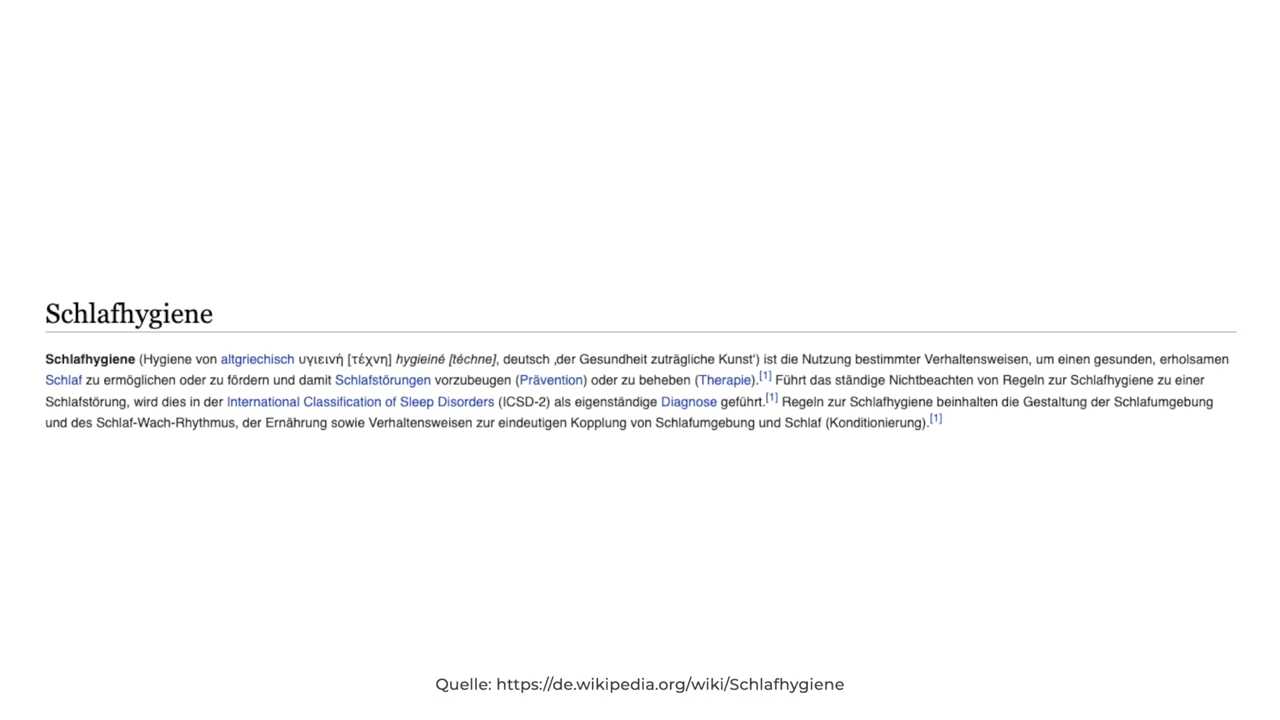 Schlafhygiene
Schlafhygiene (Hygiene von altgriechisch υγιεινή [τέχνη] hygieiné [téchne], deutsch ‚der Gesundheit zuträgliche Kunst‘) ist die Nutzung bestimmter Verhaltensweisen, um einen gesunden, erholsamen
Schlaf zu ermöglichen oder zu fördern und damit Schlafstörungen vorzubeugen (Prävention) oder zu beheben (Therapie).[1] Führt das ständige Nichtbeachten von Regeln zur Schlafhygiene zu einer
Schlafstörung, wird dies in der International Classification of Sleep Disorders (ICSD-2) als eigenständige Diagnose geführt.[1] Regeln zur Schlafhygiene beinhalten die Gestaltung der Schlafumgebung
und des Schlaf-Wach-Rhythmus, der Ernährung sowie Verhaltensweisen zur eindeutigen Kopplung von Schlafumgebung und Schlaf (Konditionierung).[1]
Quelle: https://de.wikipedia.org/wiki/Schlafhygiene